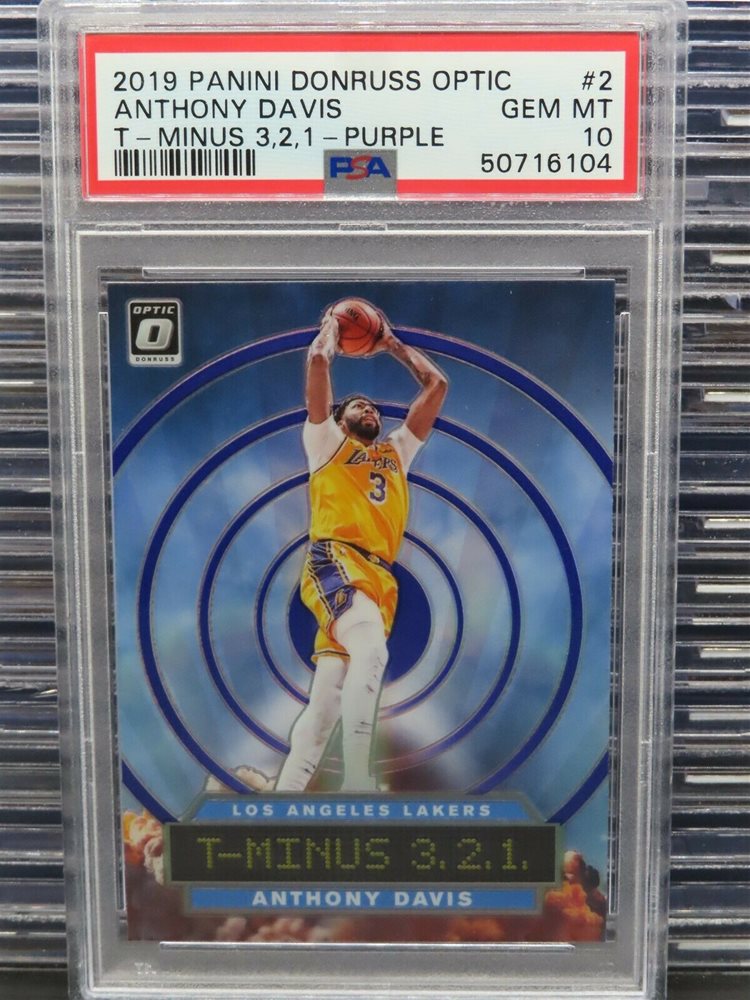 2019 PANINI DONRUSS OPTIC #2
ANTHONY DAVIS GEM MT
T-MINUS 3,2,1-PURPLE 10
PSA 50716104
OPTIC
DONRUSS
LAKERS
3
LOS ANGELES LAKERS
T-MINUS 3.2.1.
ANTHONY DAVIS